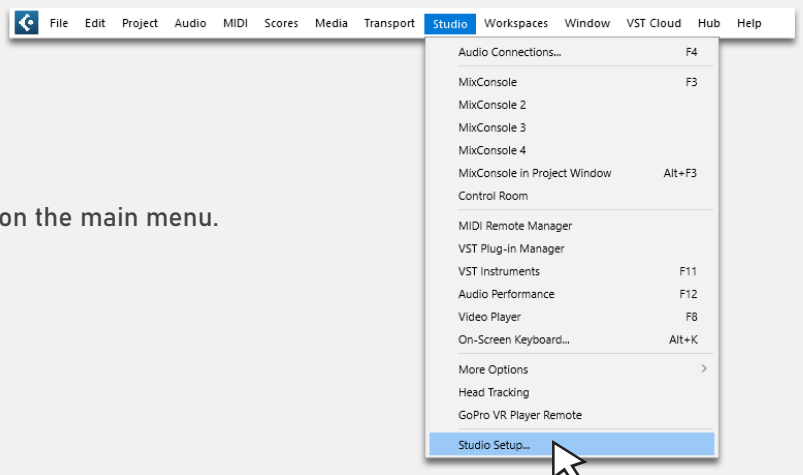 File Edit Project Audio MIDI Scores Media Transport Studio Workspaces Window VST Cloud Hub Help
Audio Connections... F4
MixConsole F3
MixConsole 2
MixConsole 3
MixConsole 4
MixConsole in Project Window Alt+F3
Control Room
on the main menu.
MIDI Remote Manager
VST Plug-in Manager
VST Instruments F11
Audio Performance F12
Video Player F8
On-Screen Keyboard... Alt+K
More Options
Head Tracking
GoPro VR Player Remote
Studio Setup...